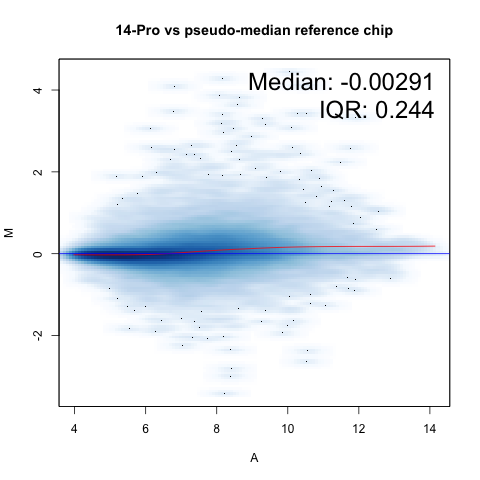 14-Pro vs pseudo-median reference chip
Median: -0.00291
IQR: 0.244
4
2
0
-2
M
4 6 8 10 12 14
A